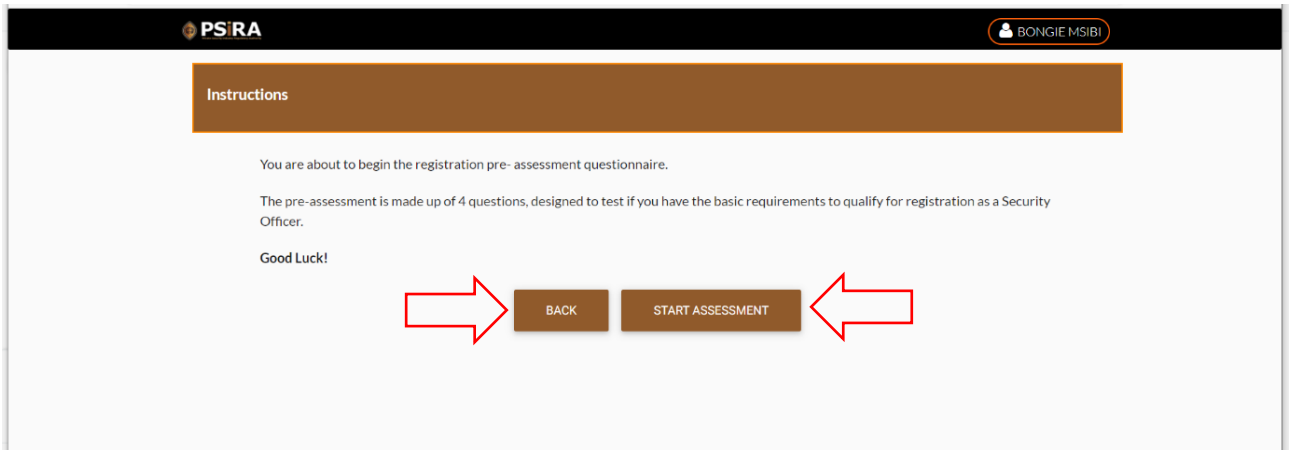 PSiRA
BONGIE MSIBI
Instructions
You are about to begin the registration pre- assessment questionnaire.
The pre-assessment is made up of 4 questions, designed to test if you have the basic requirements to qualify for registration as a Security
Officer.
Good Luck!
BACK
START ASSESSMENT